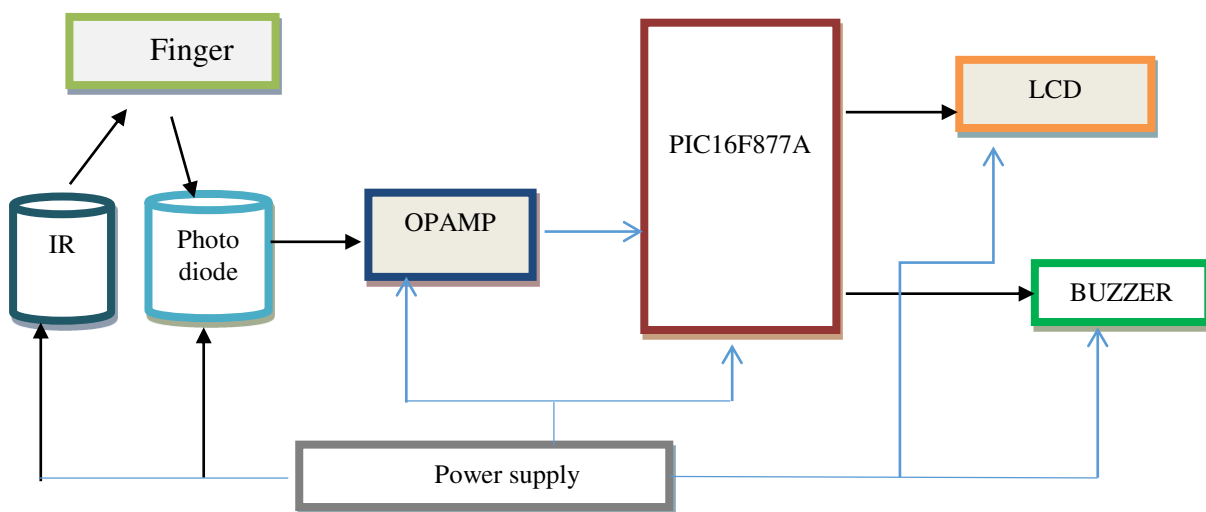 Finger
LCD
PIC16F877A
IR
Photo
diode
OPAMP
BUZZER
Power supply